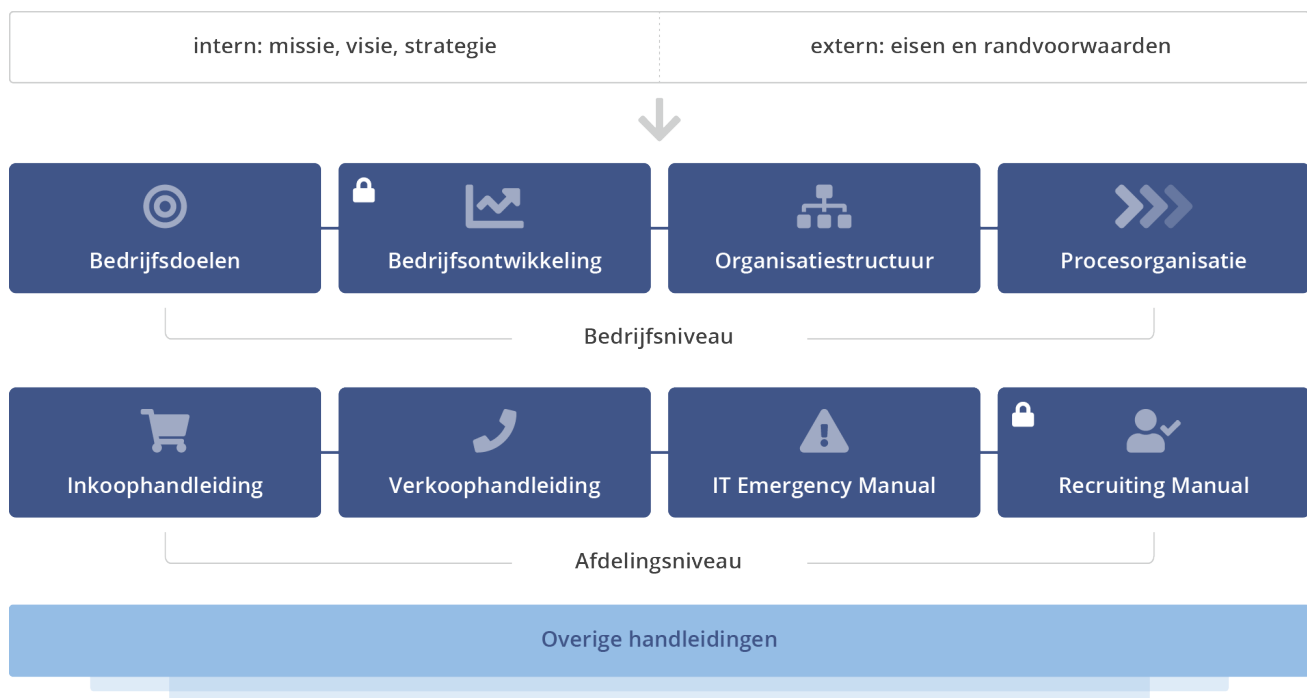 intern: missie, visie, strategie
extern: eisen en randvoorwaarden
Bedrijfsdoelen
Bedrijfsontwikkeling
Organisatiestructuur
Procesorganisatie
Bedrijfsniveau
Inkoophandleiding
Verkoophandleiding
IT Emergency Manual
Recruiting Manual
Afdelingsniveau
Overige handleidingen